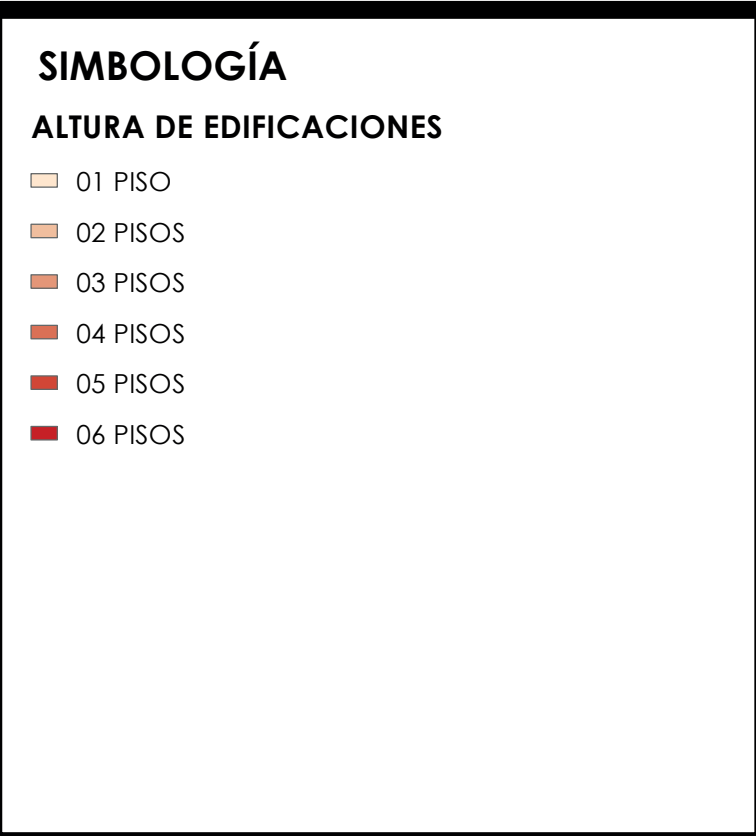 SIMBOLOGÍA
ALTURA DE EDIFICACIONES
01 PISO
02 PISOS
03 PISOS
04 PISOS
05 PISOS
06 PISOS